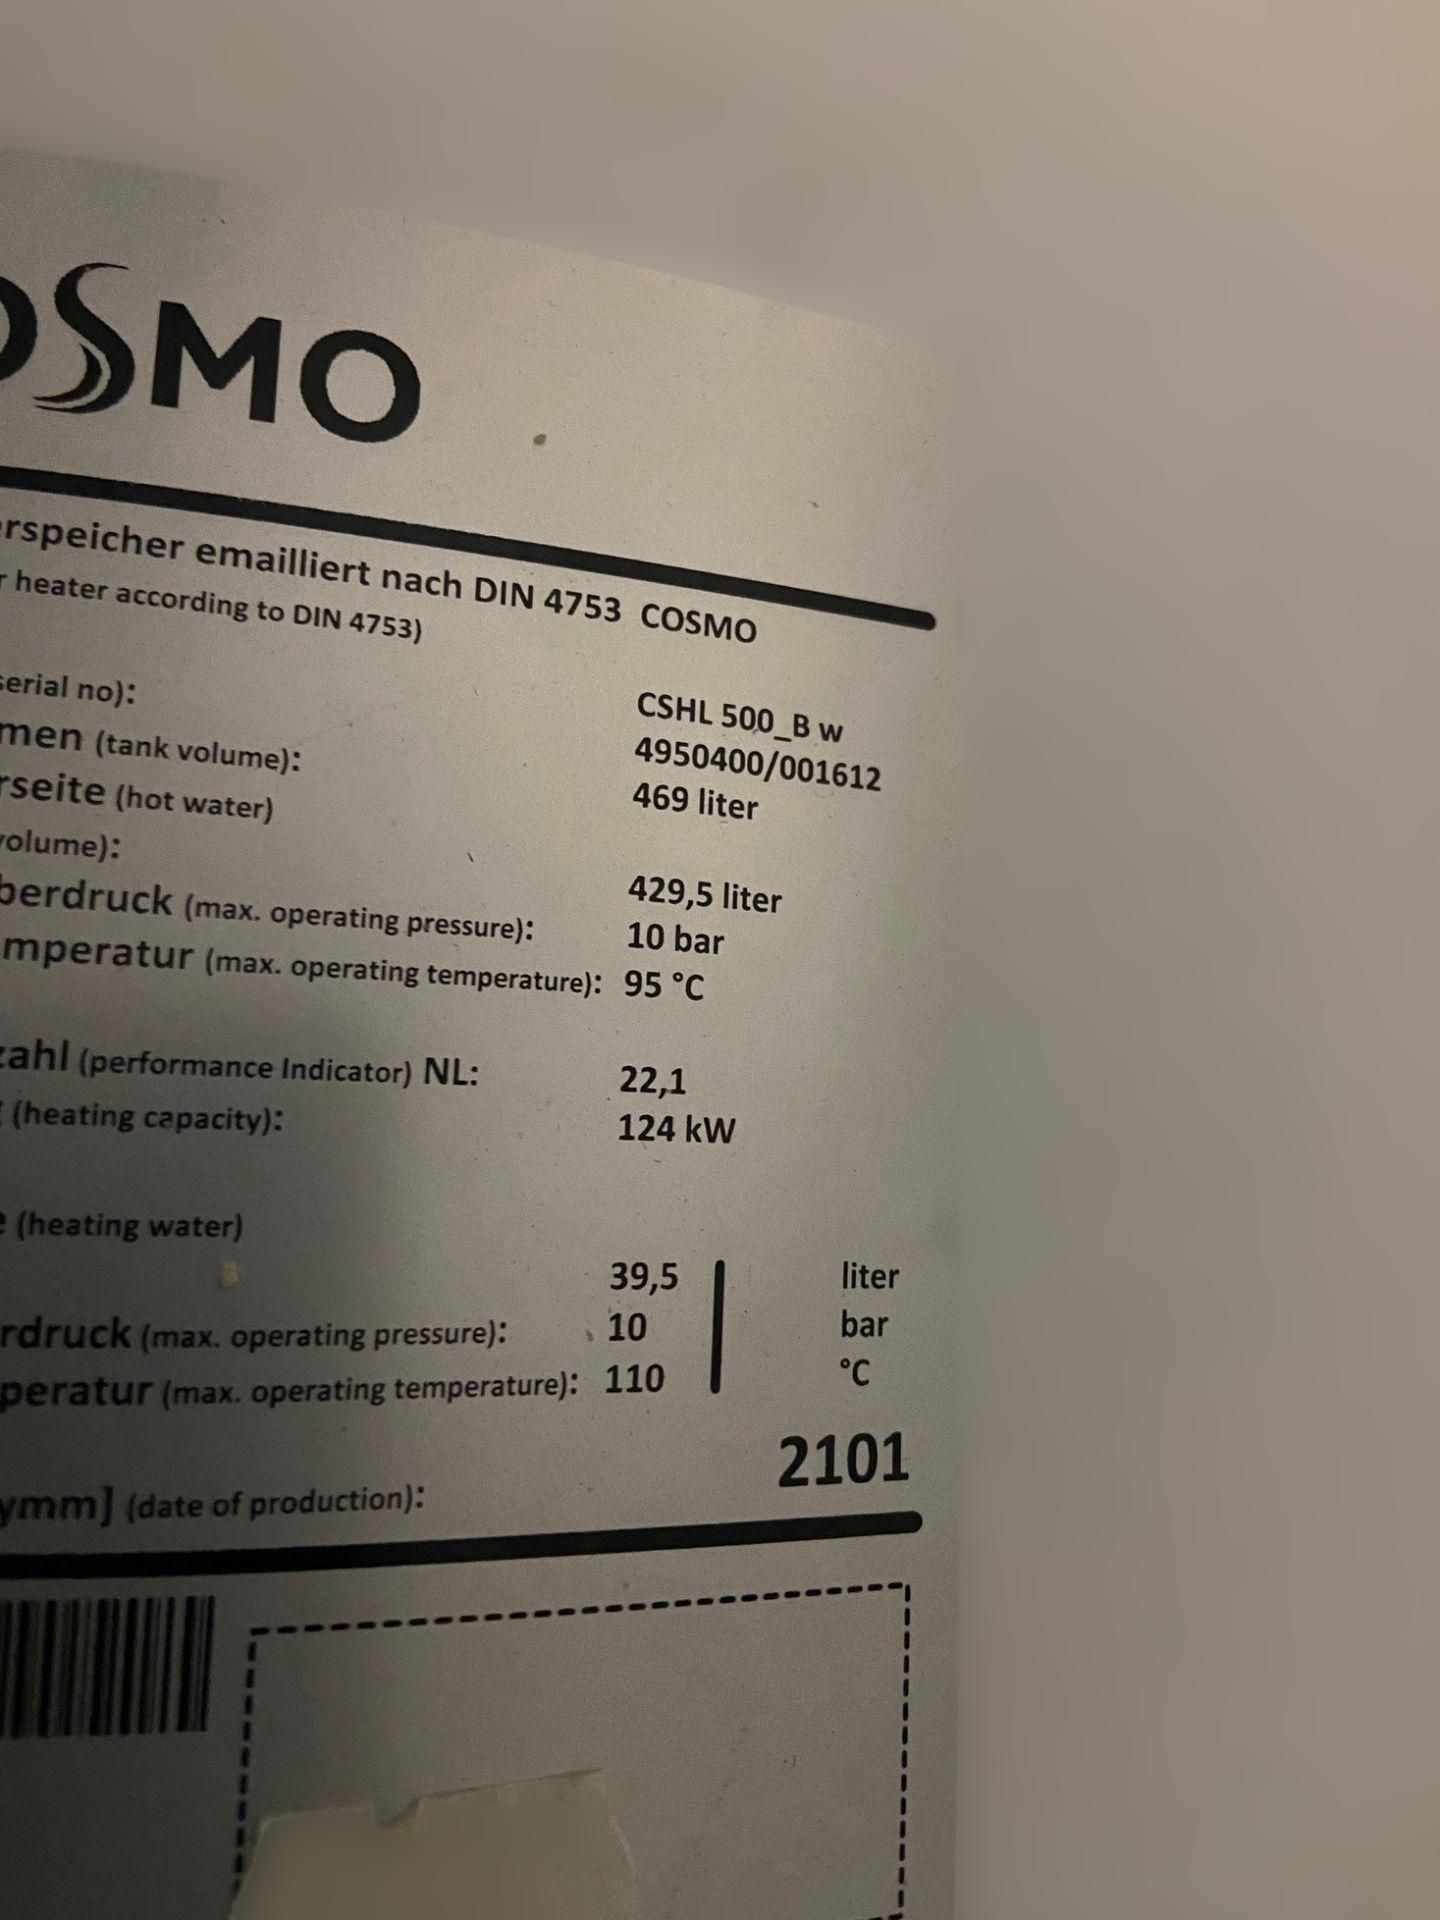 OSMO
erspeicher emailliert nach DIN 4753 COSMO
r heater according to DIN 4753)
CSHL 500_B w
serial no): 4950400/001612
men (tank volume): 469 liter
rseite (hot water)
volume): 429,5 liter
berdruck (max. operating pressure): 10 bar
mperatur (max. operating temperature): 95 °C
zahl (performance Indicator) NL: 22,1
(heating capacity): 124 kW
e (heating water)
39,5 liter
rdruck (max. operating pressure): 10 bar
peratur (max. operating temperature): 110 °C
ymm] (date of production): 2101